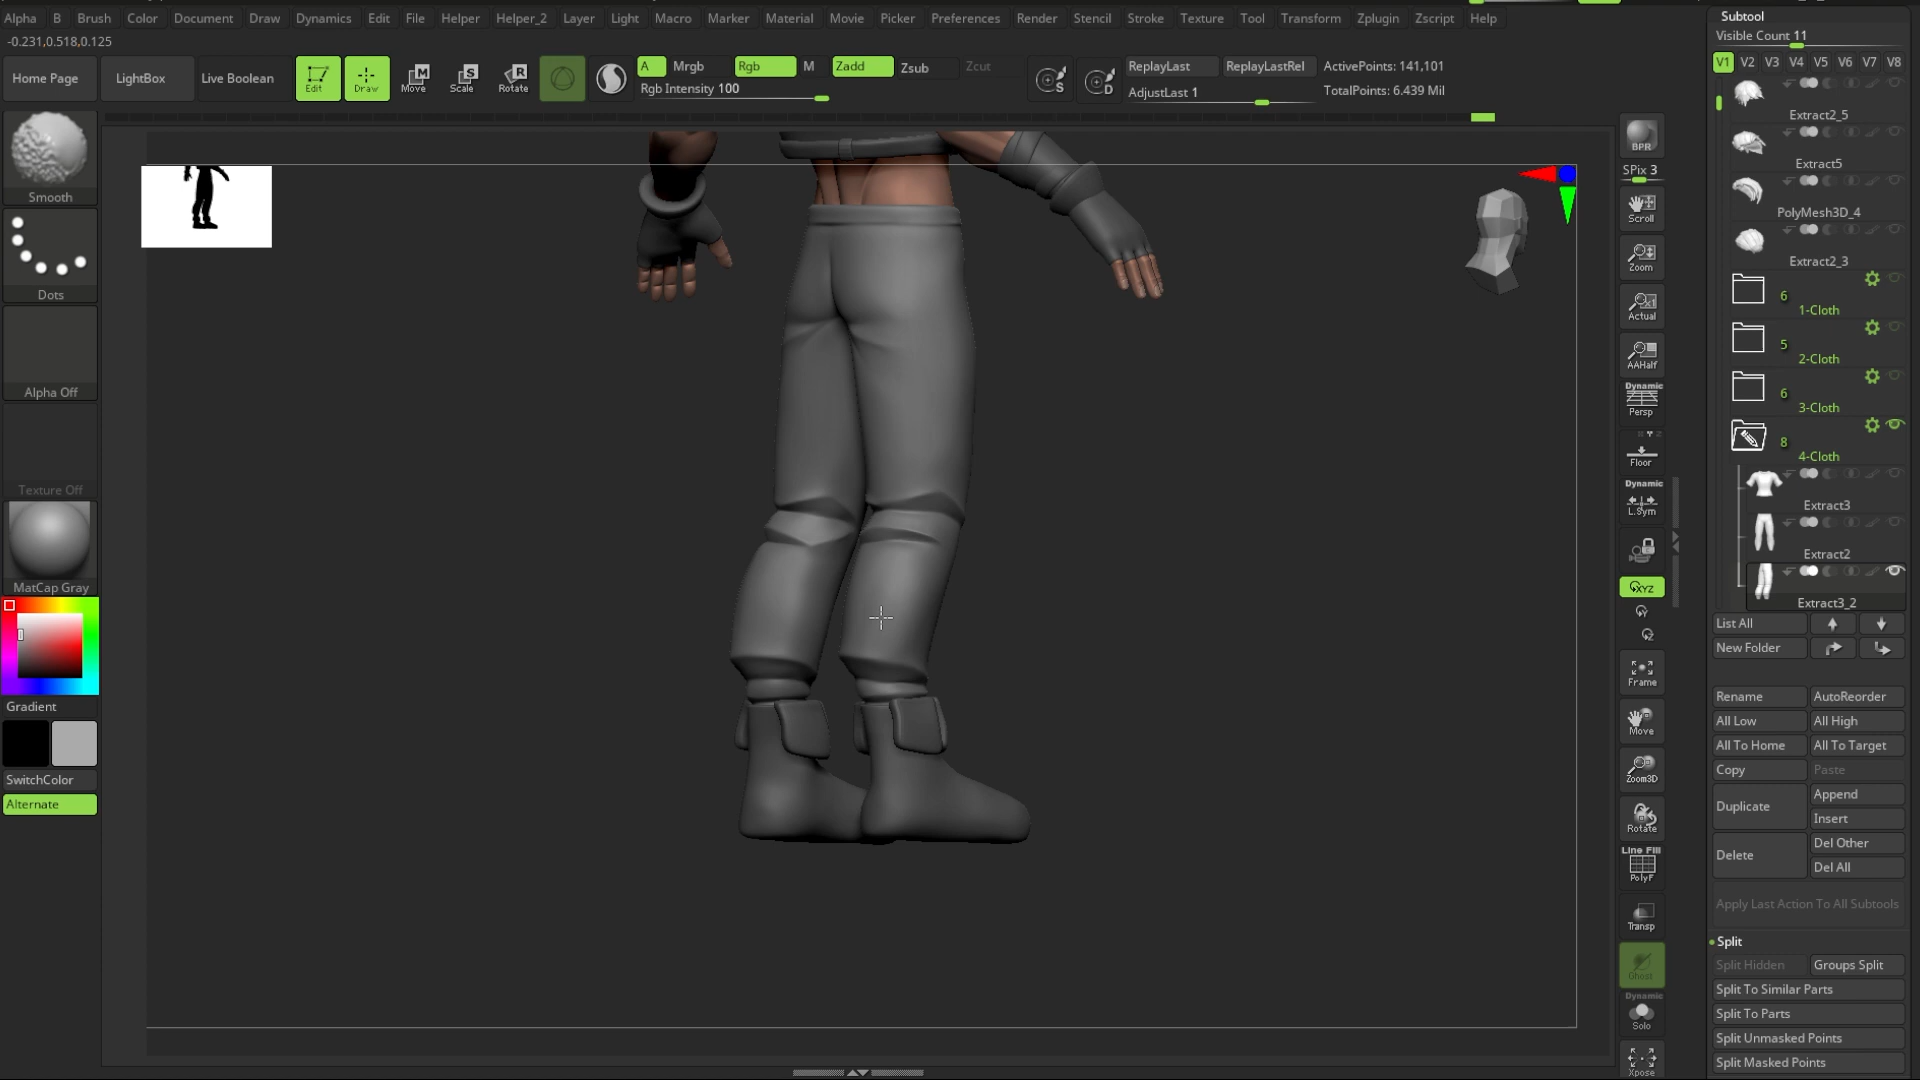 Alpha B Brush Color Document Draw Dynamics Edit File Helper Helper_2 Layer Light Macro Marker Material Movie Picker Preferences Render Stencil Stroke Texture Tool Transform Zplugin Zscript Help
-0.231,0.518,0.125
Home Page LightBox Live Boolean Edit Draw Move Scale Rotate
A Mrgb Rgb M Zadd Zsub Zcut
Rgb Intensity 100
ReplayLast ReplayLastRel ActivePoints: 141,101
AdjustLast 1 TotalPoints: 6.439 Mil
Smooth
Dots
Alpha Off
Texture Off
MatCap Gray
Gradient
SwitchColor
Alternate
BPR
SPix 3
Scroll
Zoom
Actual
AAHalf
Dynamic
Persp
Floor
Dynamic
L.Sym
XYZ
Y
Z
Frame
Move
Zoom3D
Rotate
Line Fill
PolyF
Transp
Ghost
Dynamic
Solo
Xpose
Subtool
Visible Count 11
V1 V2 V3 V4 V5 V6 V7 V8
Extract2_5
Extract5
PolyMesh3D_4
Extract2_3
6
1-Cloth
5
2-Cloth
6
3-Cloth
8
4-Cloth
Extract3
Extract2
Extract3_2
List All
New Folder
Rename AutoReorder
All Low All High
All To Home All To Target
Copy Paste
Duplicate Append
Insert
Delete Del Other
Del All
Apply Last Action To All Subtools
Split
Split Hidden Groups Split
Split To Similar Parts
Split To Parts
Split Unmasked Points
Split Masked Points